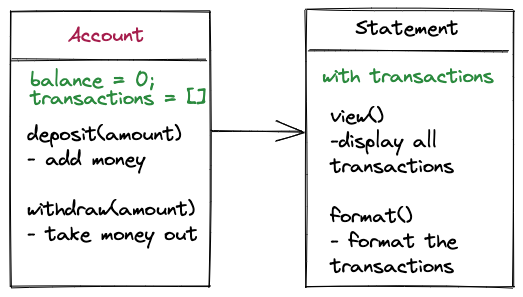 Account
balance = 0;
transactions = []
deposit(amount)
- add money
withdraw(amount)
- take money out
Statement
with transactions
view()
-display all
transactions
format()
- format the
transactions